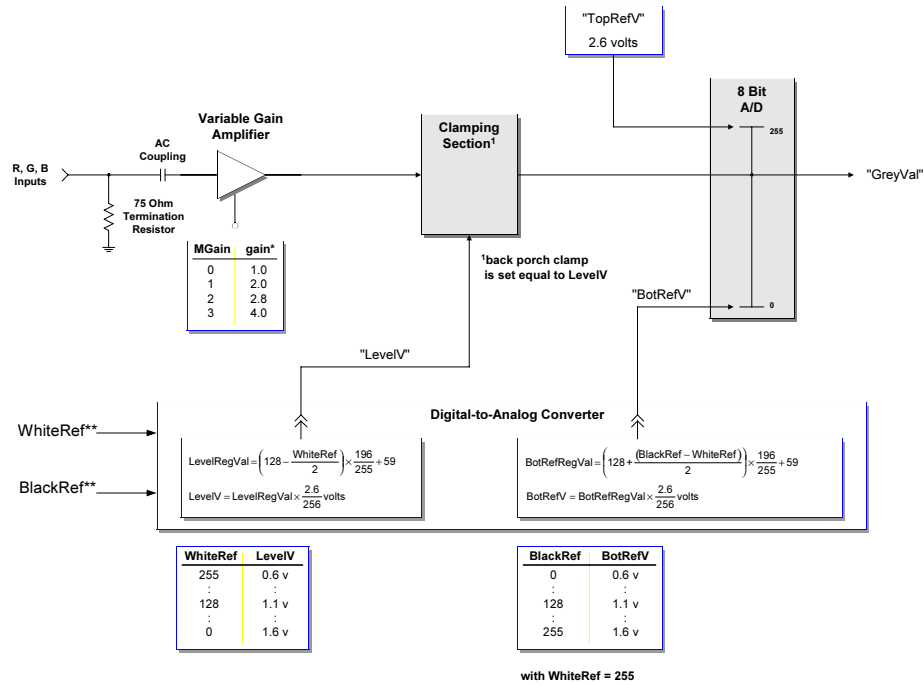 "TopRefV"
2.6 volts
8 Bit
A/D
255
Variable Gain
Amplifier
Clamping
Section¹
AC
Coupling
R, G, B
Inputs
"GreyVal"
75 Ohm
Termination
Resistor
MGain gain*
0 1.0
1 2.0
2 2.8
3 4.0
¹back porch clamp
is set equal to LevelV
"BotRefV"
0
"LevelV"
Digital-to-Analog Converter
WhiteRef**
BlackRef**
LevelRegVal=(128-WhiteRef/2)×196/255+59
LevelV=LevelRegVal×2.6/256volts
BotRefRegVal=(128+(BlackRef-WhiteRef)/2)×196/255+59
BotRefV=BotRefRegVal×2.6/256volts
WhiteRef LevelV
255 0.6 v
: :
128 1.1 v
: :
0 1.6 v
BlackRef BotRefV
0 0.6 v
: :
128 1.1 v
: :
255 1.6 v
with WhiteRef = 255